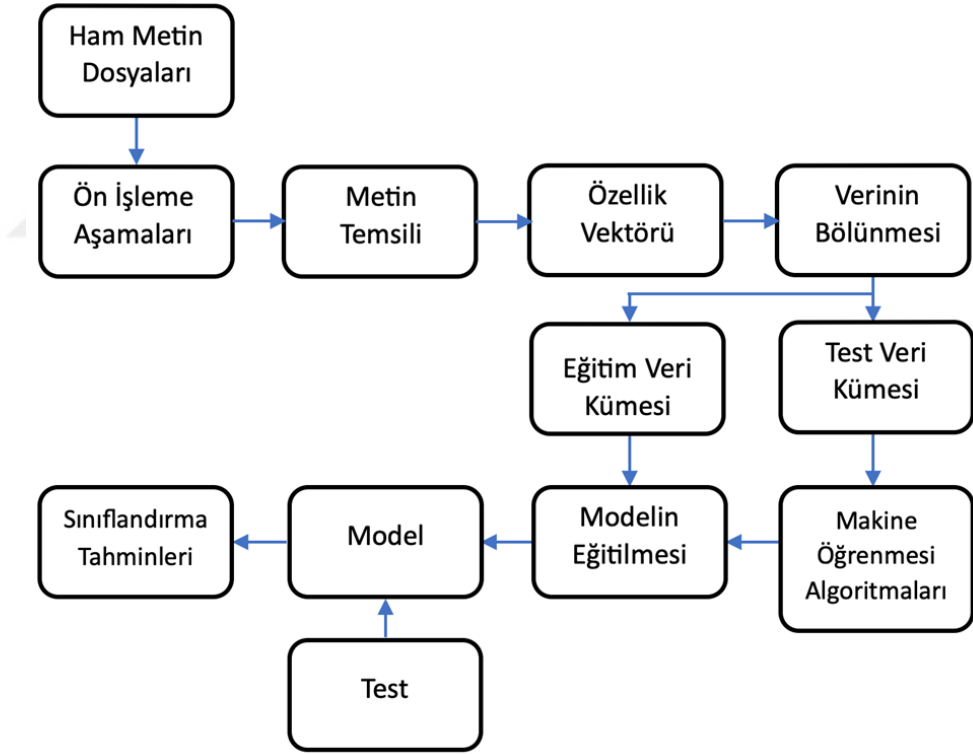 Ham Metin
Dosyaları
Ön İşleme
Aşamaları
Metin
Temsili
Özellik
Vektörü
Verinin
Bölünmesi
Eğitim Veri
Kümesi
Test Veri
Kümesi
Sınıflandırma
Tahminleri
Model
Modelin
Eğitilmesi
Makine
Öğrenmesi
Algoritmaları
Test